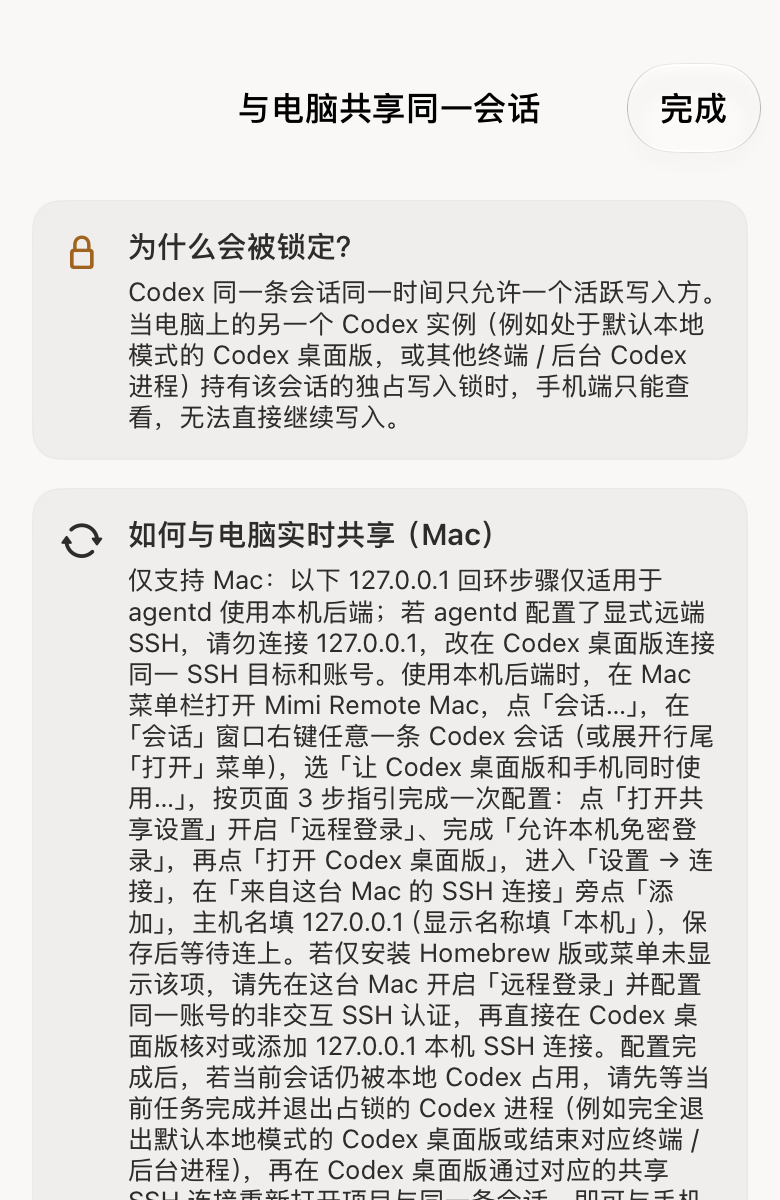 与电脑共享同一会话
完成
为什么会被锁定?
Codex 同一条会话同一时间只允许一个活跃写入方。
当电脑上的另一个 Codex 实例（例如处于默认本地
模式的 Codex 桌面版，或其他终端 / 后台 Codex
进程）持有该会话的独占写入锁时，手机端只能查
看，无法直接继续写入。
如何与电脑实时共享（Mac）
仅支持 Mac：以下 127.0.0.1 回环步骤仅适用于
agentd 使用本机后端；若 agentd 配置了显式远端
SSH，请勿连接 127.0.0.1，改在 Codex 桌面版连接
同一 SSH 目标和账号。使用本机后端时，在 Mac
菜单栏打开 Mimi Remote Mac，点「会话…」，在
「会话」窗口右键任意一条 Codex 会话（或展开行尾
「打开」菜单），选「让 Codex 桌面版和手机同时使
用…」，按页面 3 步指引完成一次配置：点「打开共
享设置」开启「远程登录」、完成「允许本机免密登
录」，再点「打开 Codex 桌面版」，进入「设置 → 连
接」，在「来自这台 Mac 的 SSH 连接」旁点「添
加」，主机名填 127.0.0.1（显示名称填「本机」），保
存后等待连上。若仅安装 Homebrew 版或菜单未显
示该项，请先在这台 Mac 开启「远程登录」并配置
同一账号的非交互 SSH 认证，再直接在 Codex 桌
面版核对或添加 127.0.0.1 本机 SSH 连接。配置完
成后，若当前会话仍被本地 Codex 占用，请先等当
前任务完成并退出占锁的 Codex 进程（例如完全退
出默认本地模式的 Codex 桌面版或结束对应终端 /
后台进程），再在 Codex 桌面版通过对应的共享
SSH 连接重新打开项目与同一条会话，即可与手机